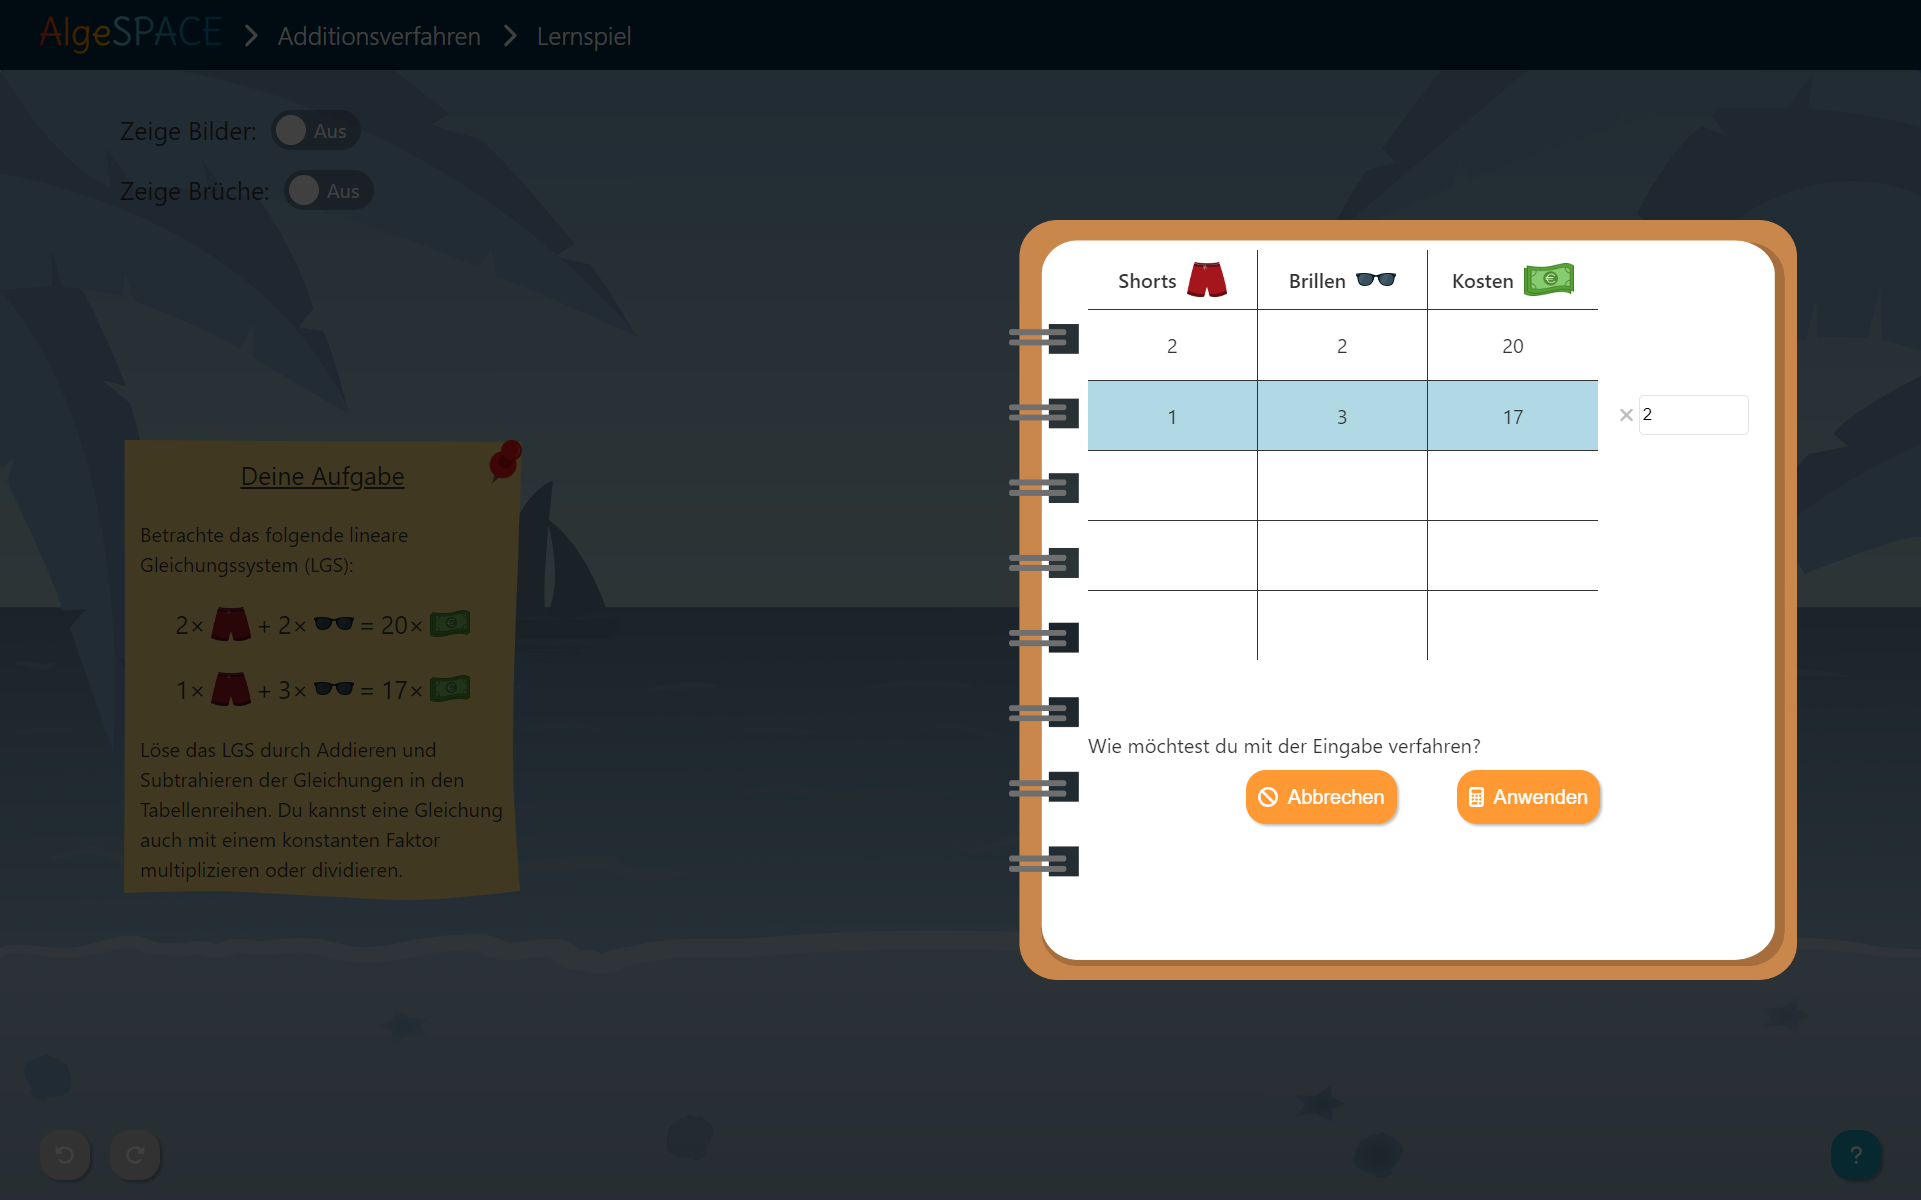 AlgeSPACE > Additionsverfahren > Lernspiel
Zeige Bilder: Aus
Zeige Brüche: Aus
Deine Aufgabe
Betrachte das folgende lineare
Gleichungssystem (LGS):
2× + 2× = 20×
1× + 3× = 17×
Löse das LGS durch Addieren und
Subtrahieren der Gleichungen in den
Tabellenreihen. Du kannst eine Gleichung
auch mit einem konstanten Faktor
multiplizieren oder dividieren.
Shorts Brillen Kosten
2 2 20
1 3 17 × 2
Wie möchtest du mit der Eingabe verfahren?
Abbrechen Anwenden
?